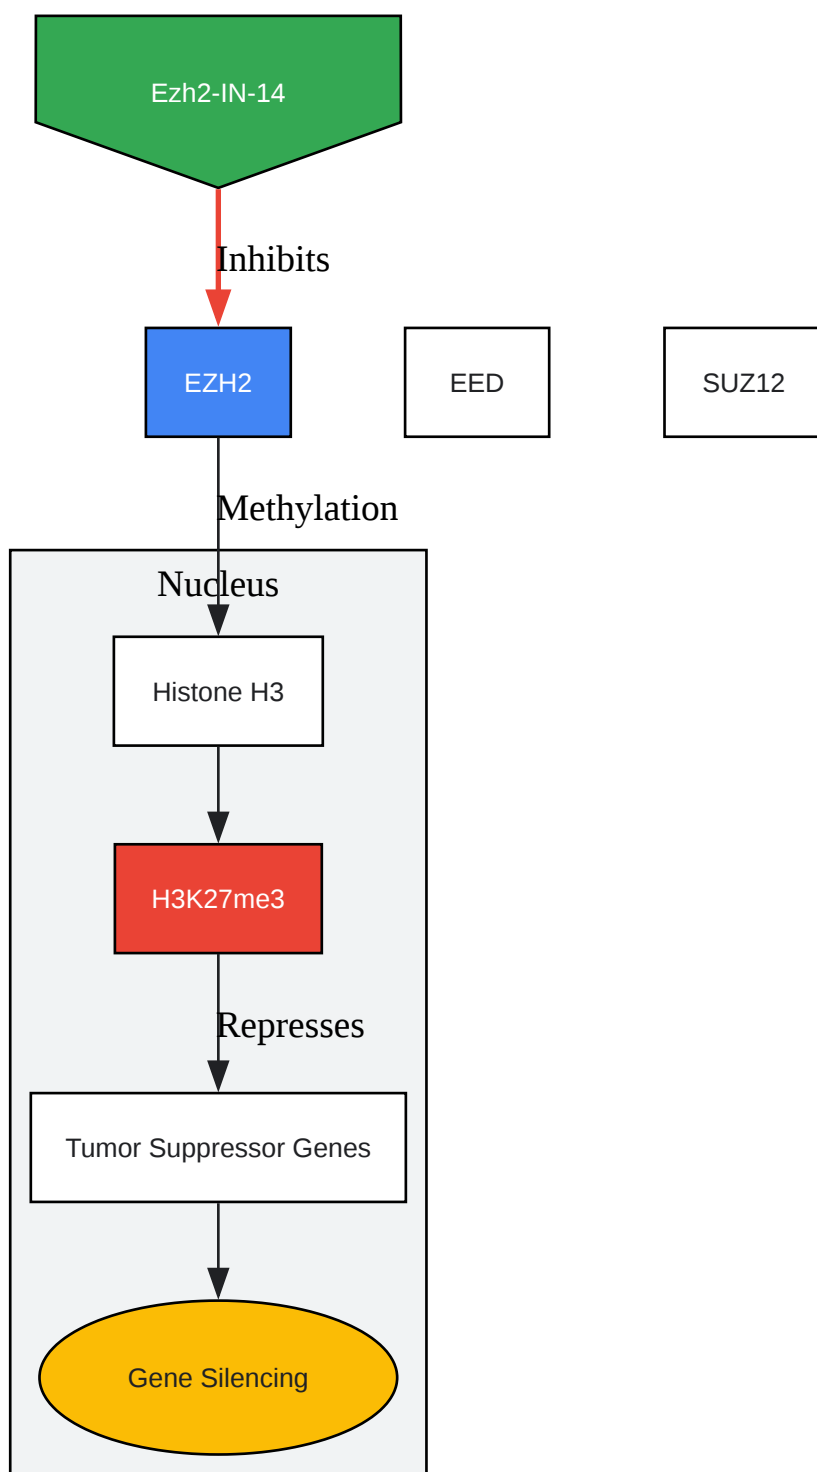 Ezh2-IN-14
Inhibits
EZH2
EED
SUZ12
Methylation
Nucleus
Histone H3
H3K27me3
Represses
Tumor Suppressor Genes
Gene Silencing